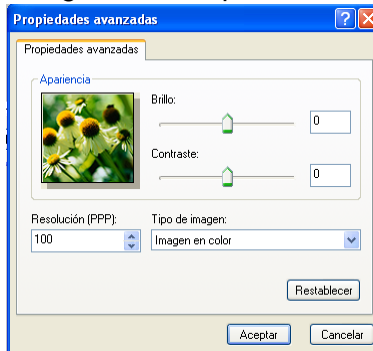 Propiedades avanzadas
Propiedades avanzadas
Apariencia
Brillo:
0
Contraste:
0
Resolución (PPP): Tipo de imagen:
100 Imagen en color
Restablecer
Aceptar Cancelar